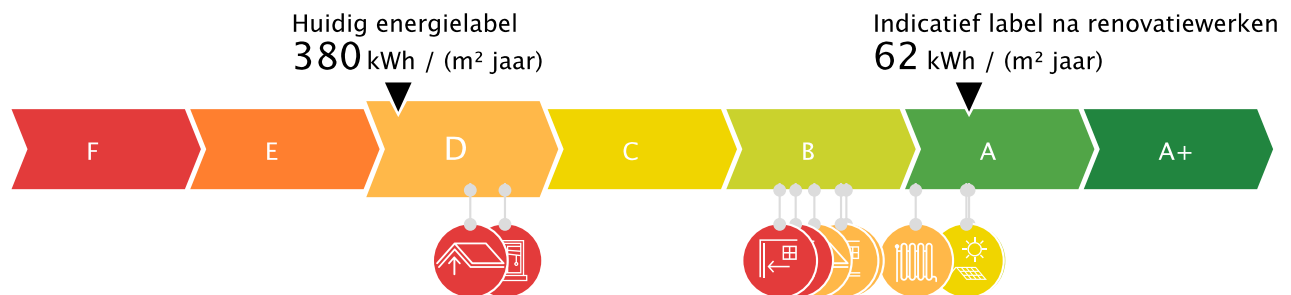 Huidig energielabel
380 kWh / (m² jaar)
Indicatief label na renovatiewerken
62 kWh / (m² jaar)
F E D C B A A+